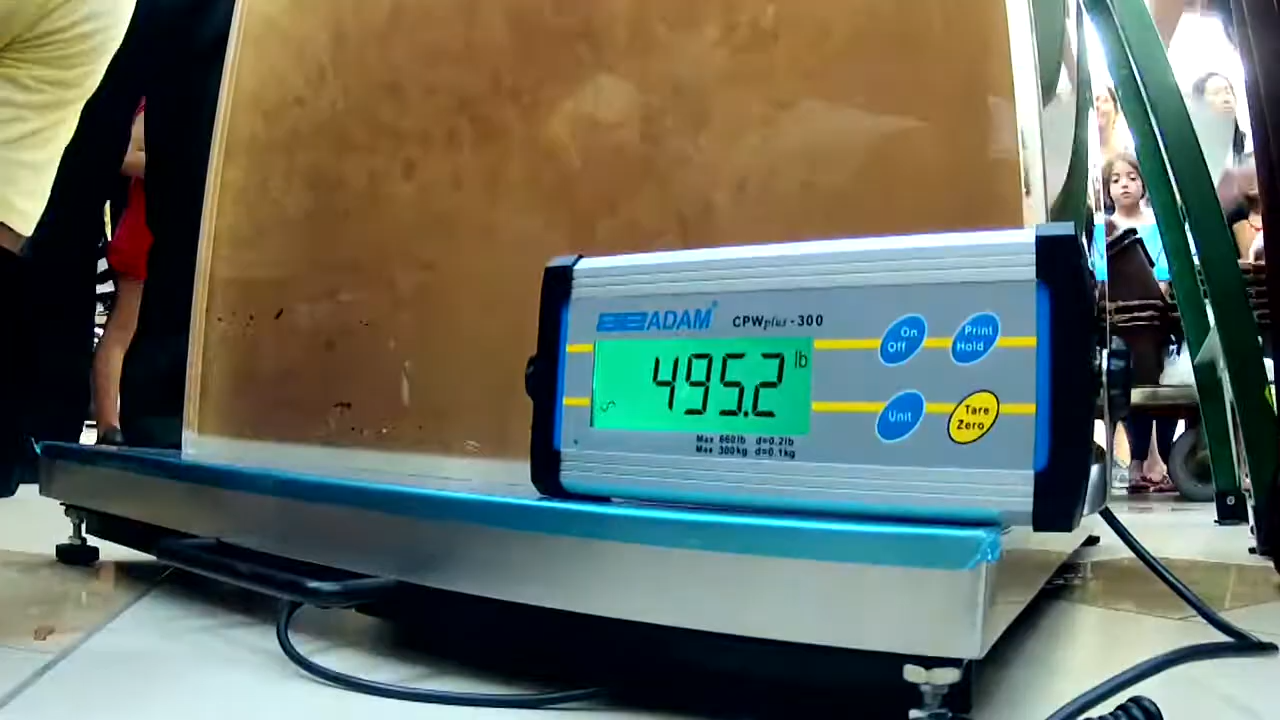 ADAM®
CPWplus-300
495.2 lb
Max 660lb d=0.2lb
Max 300kg d=0.1kg
On
Off
Print
Hold
Unit
Tare
Zero